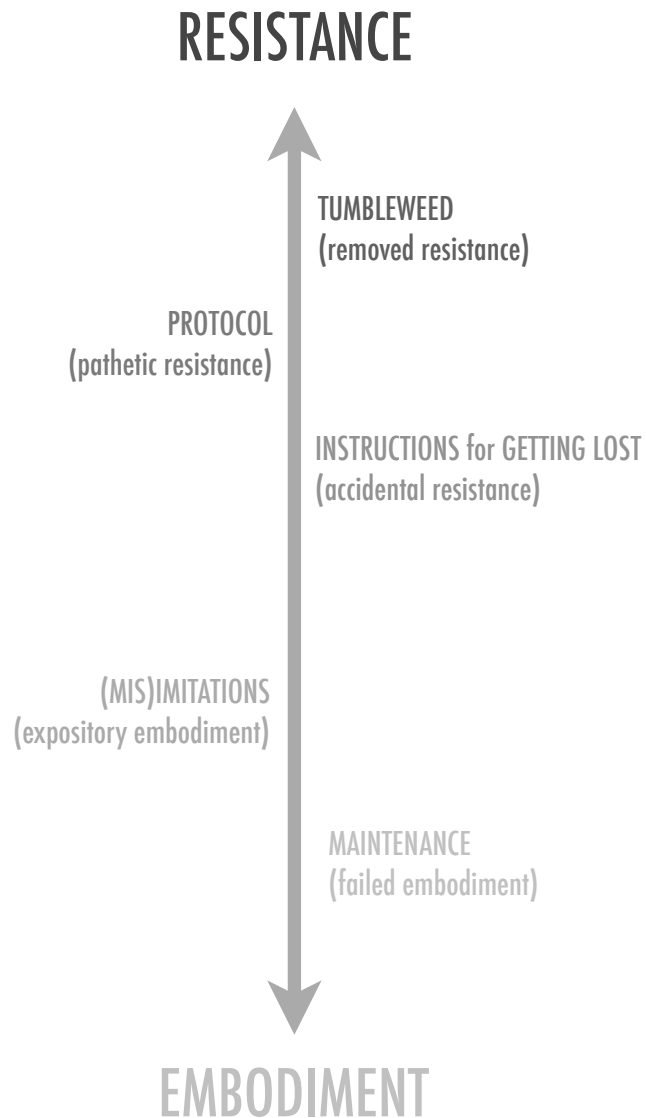 RESISTANCE
TUMBLEWEED
(removed resistance)
PROTOCOL
(pathetic resistance)
INSTRUCTIONS for GETTING LOST
(accidental resistance)
(MIS)IMITATIONS
(expository embodiment)
MAINTENANCE
(failed embodiment)
EMBODIMENT